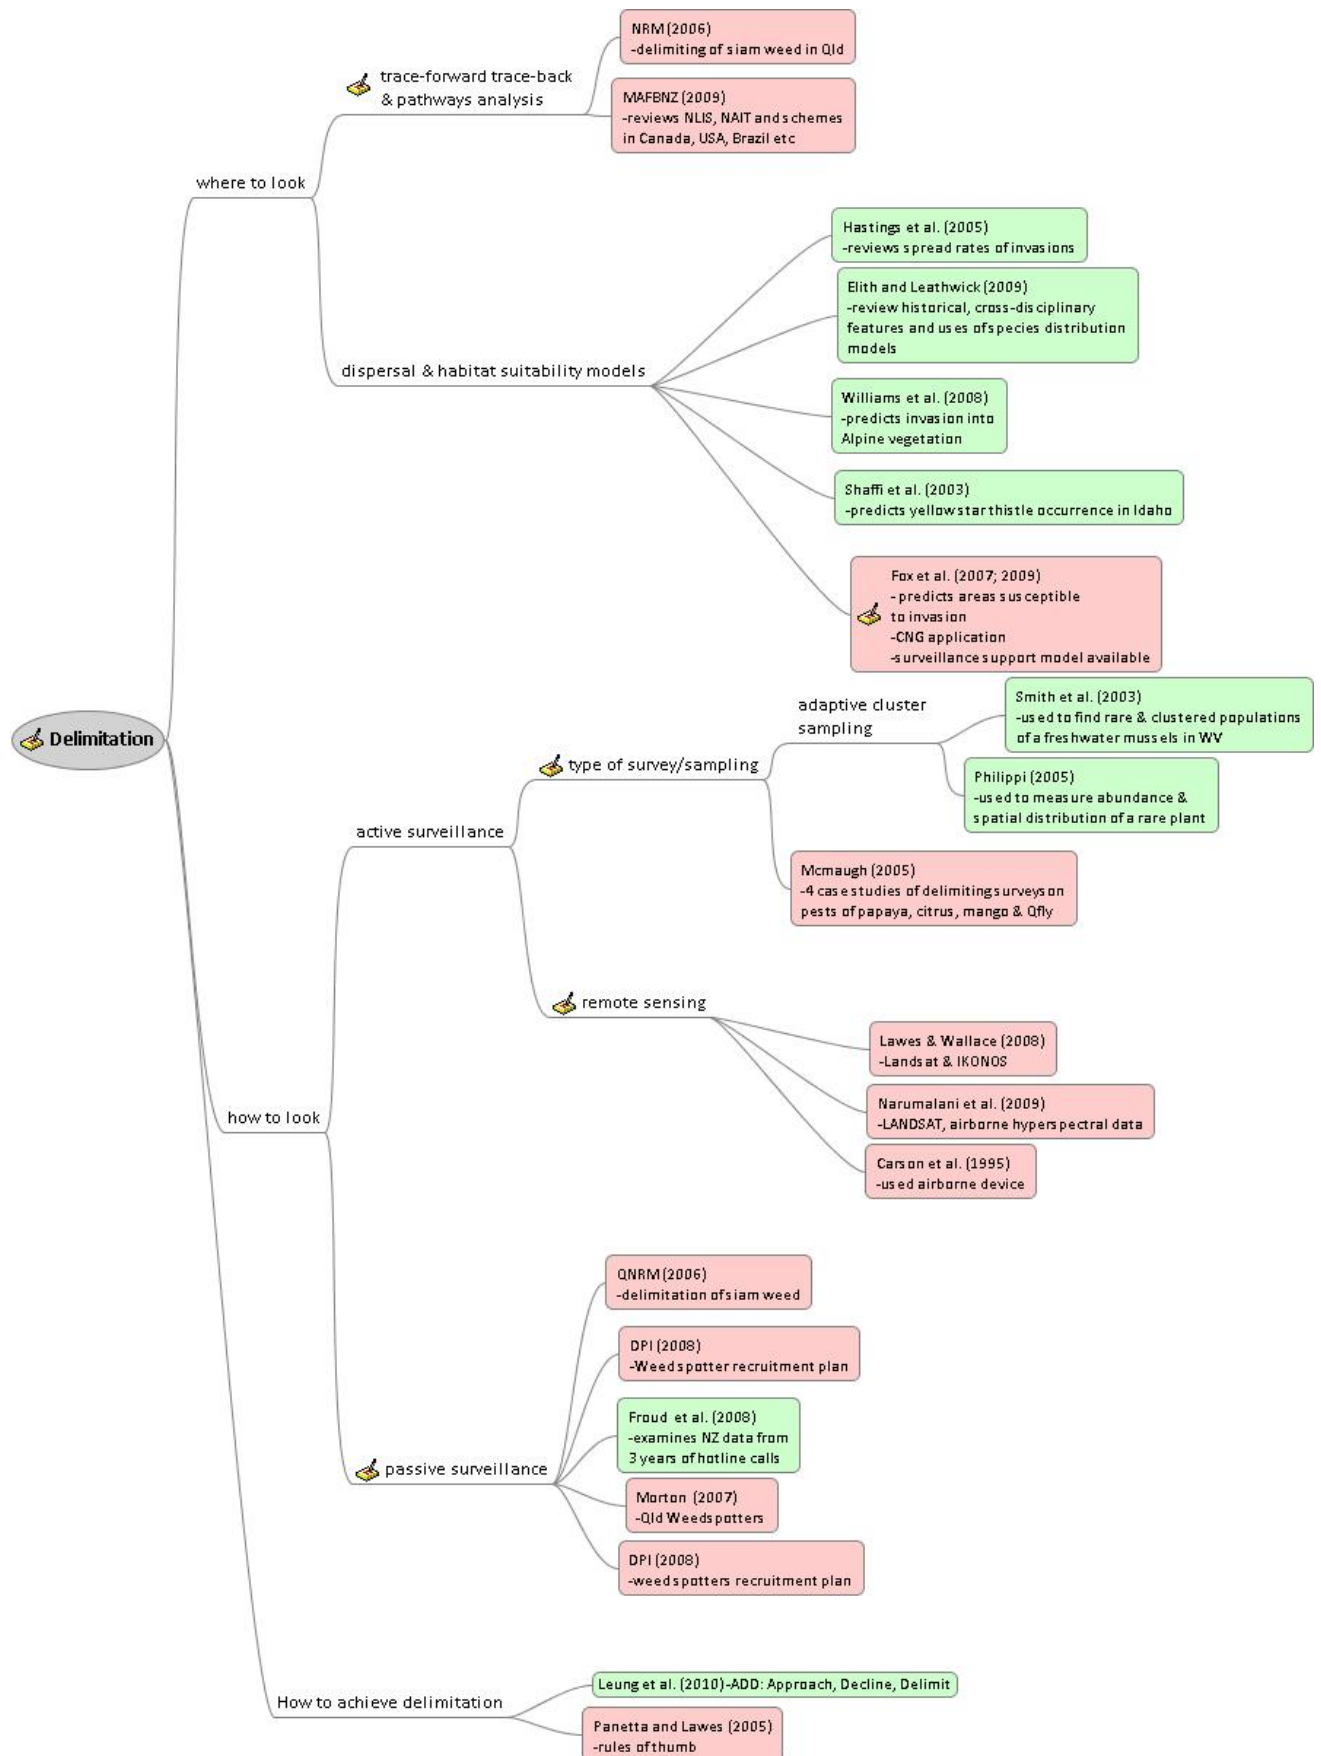 NRM (2006)
-delimiting of siam weed in Qld
trace-forward trace-back
& pathways analysis
MAFBNZ (2009)
-reviews NLIS, NAIT and schemes
in Canada, USA, Brazil etc
where to look
Hastings et al. (2005)
-reviews spread rates of invasions
Elith and Leathwick (2009)
-review historical, cross-disciplinary
features and uses of species distribution
models
dispersal & habitat suitability models
Williams et al. (2008)
-predicts invasion into
Alpine vegetation
Shaffi et al. (2003)
-predicts yellow star thistle occurrence in Idaho
Fox et al. (2007; 2009)
- predicts areas susceptible
to invasion
-CNG application
-surveillance support model available
Delimitation
adaptive cluster
sampling
Smith et al. (2003)
-used to find rare & clustered populations
of a freshwater mussels in WV
type of survey/sampling
Philippi (2005)
-used to measure abundance &
spatial distribution of a rare plant
active surveillance
Mcmaugh (2005)
-4 case studies of delimiting surveys on
pests of papaya, citrus, mango & Qfly
remote sensing
Lawes & Wallace (2008)
-Landsat & IKONOS
Narumalani et al. (2009)
-LANDSAT, airborne hyperspectral data
Carson et al. (1995)
-used airborne device
how to look
QNRM (2006)
-delimitation of siam weed
DPI (2008)
-Weed spotter recruitment plan
Froud et al. (2008)
-examines NZ data from
3 years of hotline calls
passive surveillance
Morton (2007)
-Qld Weedspotters
DPI (2008)
-weed spotters recruitment plan
How to achieve delimitation
Leung et al. (2010)-ADD: Approach, Decline, Delimit
Panetta and Lawes (2005)
-rules of thumb